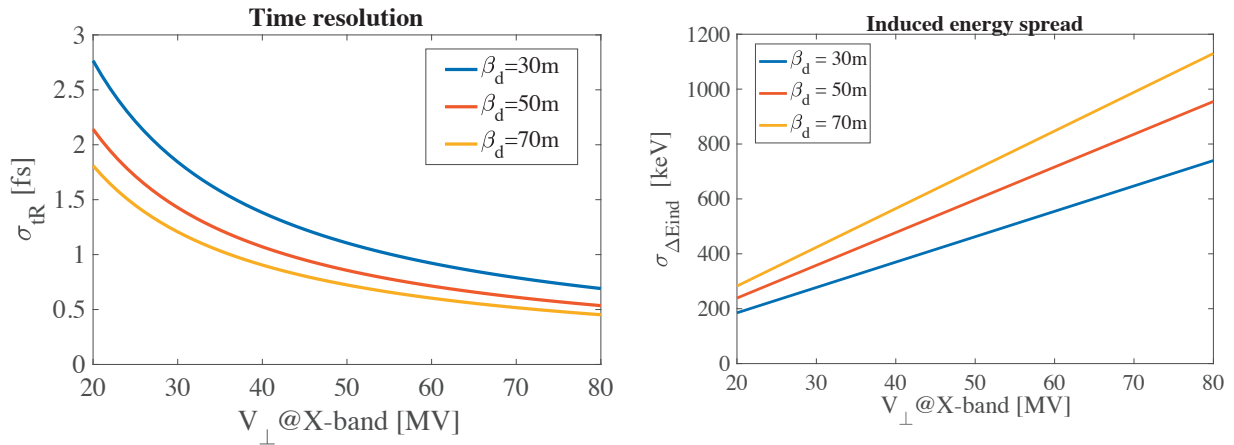 Time resolution
3
2.5
2
1.5
1
0.5
0
σ_tR [fs]
β_d=30m
β_d=50m
β_d=70m
20 30 40 50 60 70 80
V_⊥@X-band [MV]
Induced energy spread
1200
1000
800
600
400
200
0
σ_ΔEind [keV]
β_d = 30m
β_d = 50m
β_d = 70m
20 30 40 50 60 70 80
V_⊥@X-band [MV]